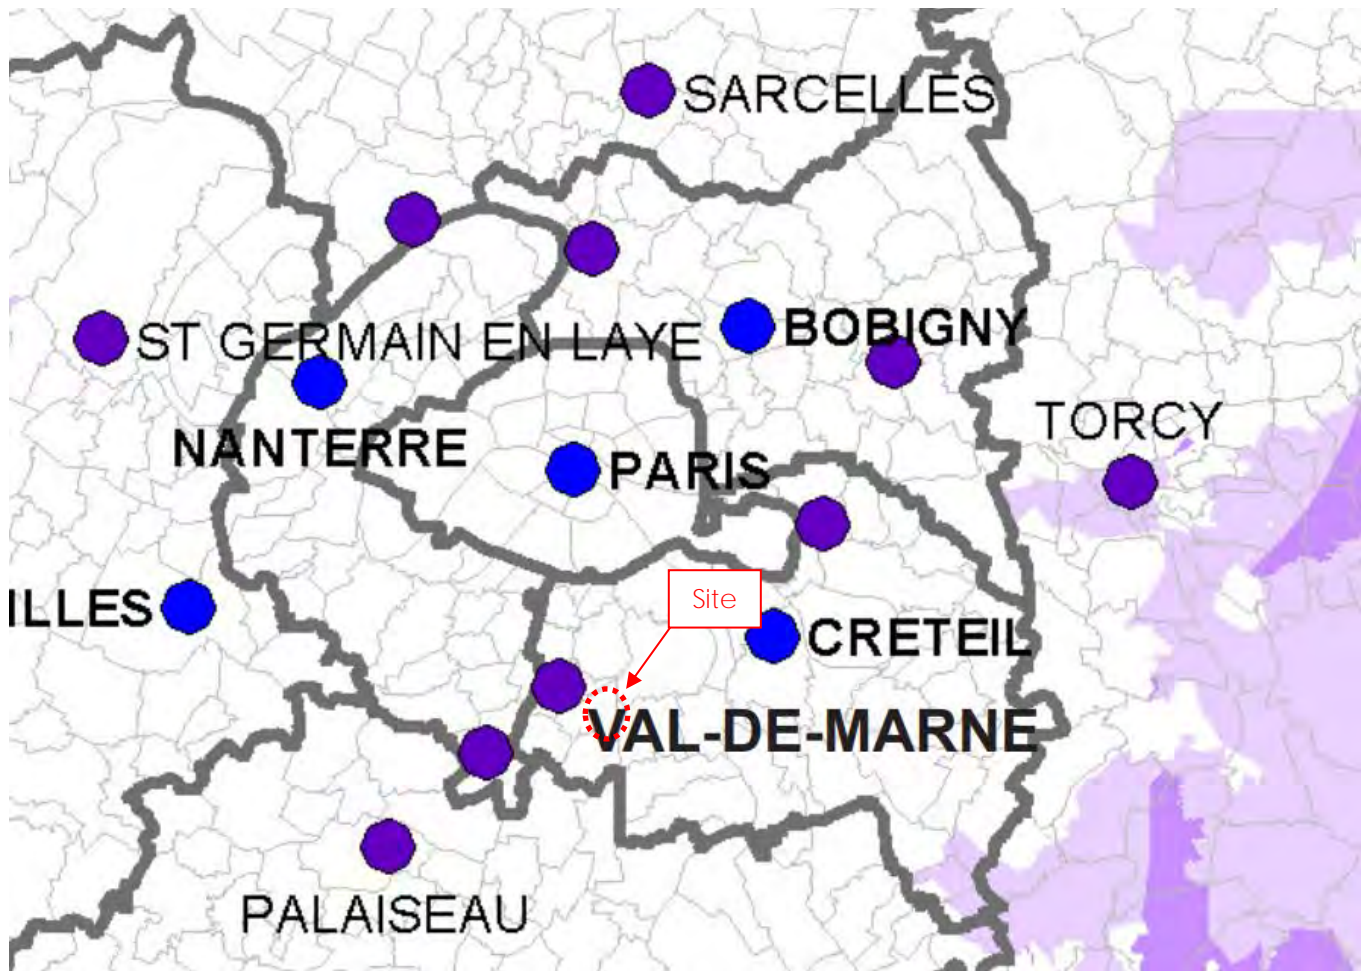 SARCELLES
ST GERMAIN EN LAYE
BOBIGNY
NANTERRE
PARIS
TORCY
Site
ILLES
CRETEIL
VAL-DE-MARNE
PALAISEAU